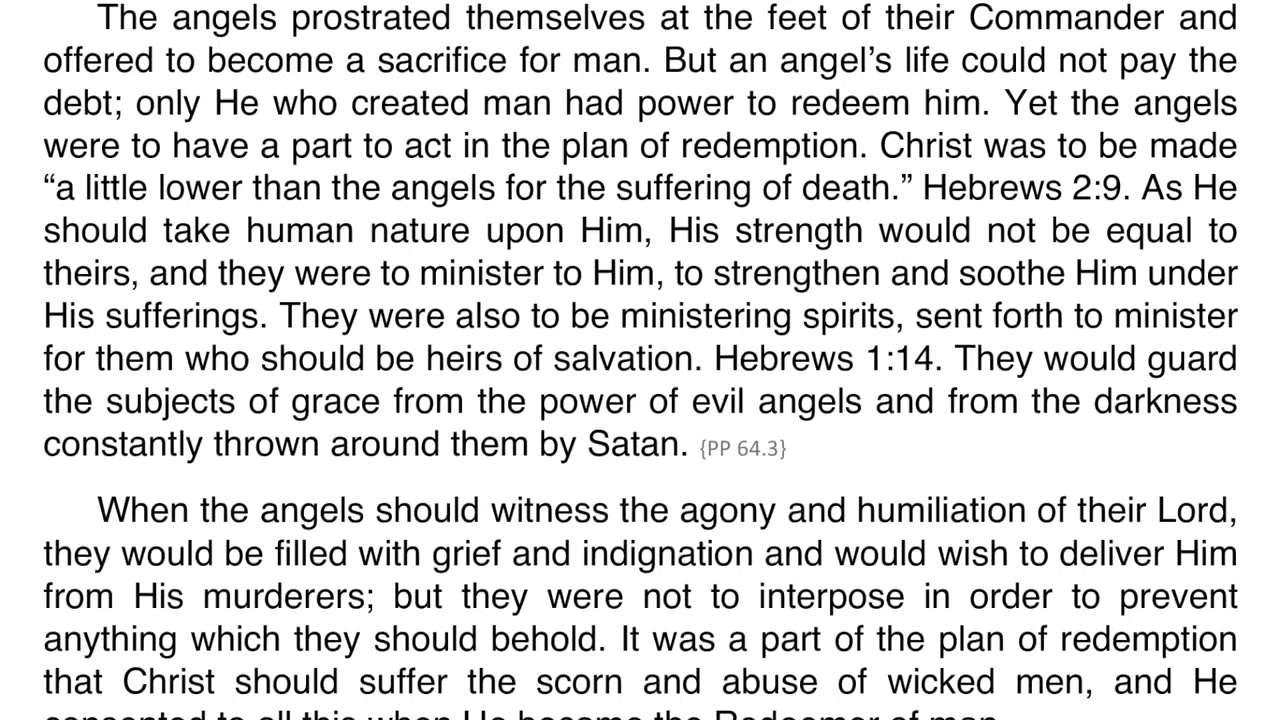 The angels prostrated themselves at the feet of their Commander and
offered to become a sacrifice for man. But an angel’s life could not pay the
debt; only He who created man had power to redeem him. Yet the angels
were to have a part to act in the plan of redemption. Christ was to be made
“a little lower than the angels for the suffering of death.” Hebrews 2:9. As He
should take human nature upon Him, His strength would not be equal to
theirs, and they were to minister to Him, to strengthen and soothe Him under
His sufferings. They were also to be ministering spirits, sent forth to minister
for them who should be heirs of salvation. Hebrews 1:14. They would guard
the subjects of grace from the power of evil angels and from the darkness
constantly thrown around them by Satan. {PP 64.3}
When the angels should witness the agony and humiliation of their Lord,
they would be filled with grief and indignation and would wish to deliver Him
from His murderers; but they were not to interpose in order to prevent
anything which they should behold. It was a part of the plan of redemption
that Christ should suffer the scorn and abuse of wicked men, and He
consented to all this when He became the Redeemer of man.